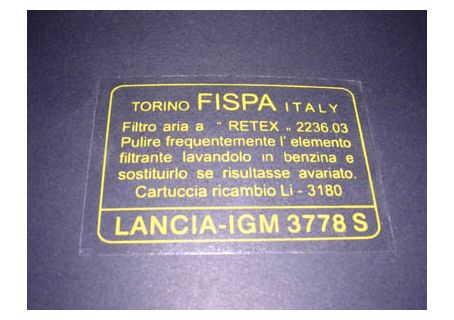 TORINO FISPA ITALY
Filtro aria a " RETEX „ 2236.03
Pulire frequentemente l' elemento
filtrante lavandolo in benzina e
sostituirlo se risultasse avariato.
Cartuccia ricambio Li - 3180
LANCIA-IGM 3778 S